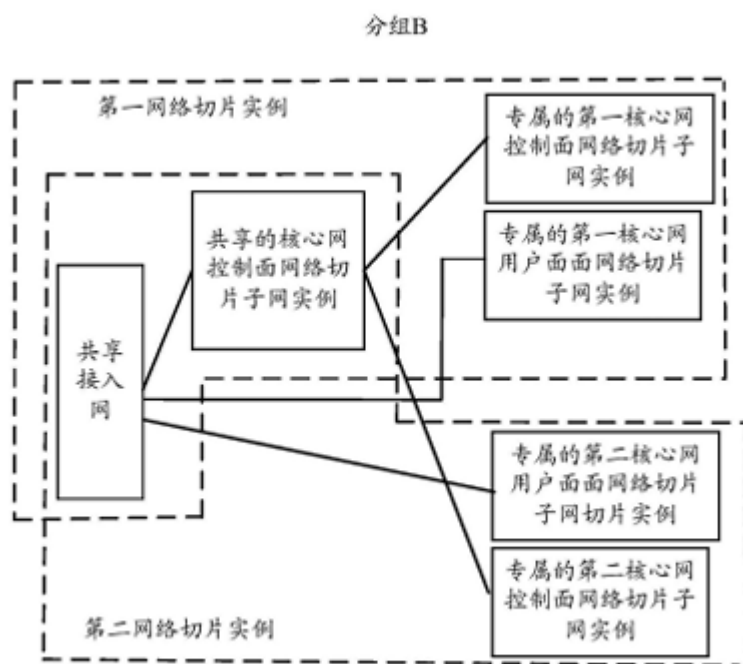 分组B
第一网络切片实例
专属的第一核心网
控制面网络切片子
网实例
共享的核心网
控制面网络切
片子网实例
专属的第一核心网
用户面面网络切片
子网实例
共享
接入
网
专属的第二核心网
用户面面网络切片
子网切片实例
专属的第二核心网
控制面网络切片子
网实例
第二网络切片实例